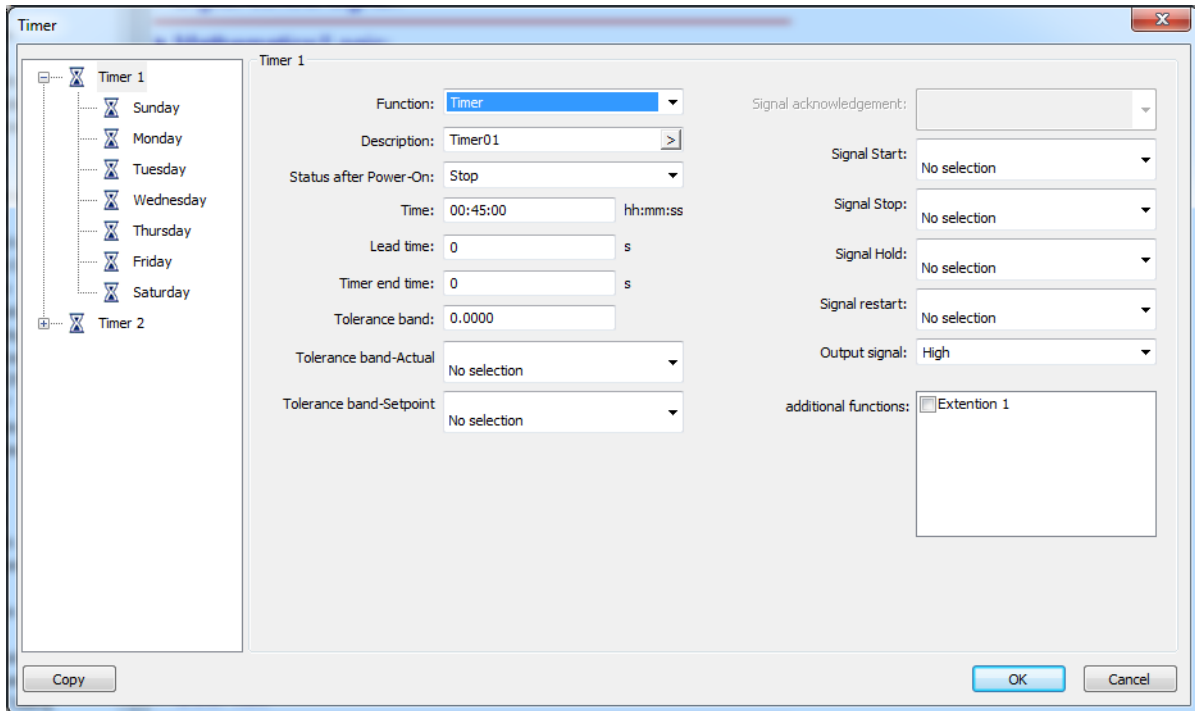 Timer
Timer 1
Sunday
Monday
Tuesday
Wednesday
Thursday
Friday
Saturday
Timer 2
Timer 1
Function: Timer
Description: Timer01 >
Status after Power-On: Stop
Time: 00:45:00 hh:mm:ss
Lead time: 0 s
Timer end time: 0 s
Tolerance band: 0.0000
Tolerance band-Actual No selection
Tolerance band-Setpoint No selection
Signal acknowledgement:
Signal Start: No selection
Signal Stop: No selection
Signal Hold: No selection
Signal restart: No selection
Output signal: High
additional functions: Extention 1
Copy
OK
Cancel